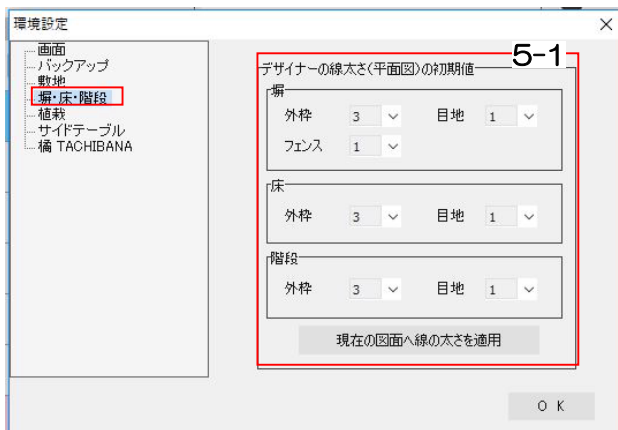 環境設定
画面
バックアップ
敷地
塀・床・階段
植栽
サイドテーブル
橘 TACHIBANA
5-1
デザイナーの線太さ(平面図)の初期値
塀
外枠 3 目地 1
フェンス 1
床
外枠 3 目地 1
階段
外枠 3 目地 1
現在の図面へ線の太さを適用
ＯＫ